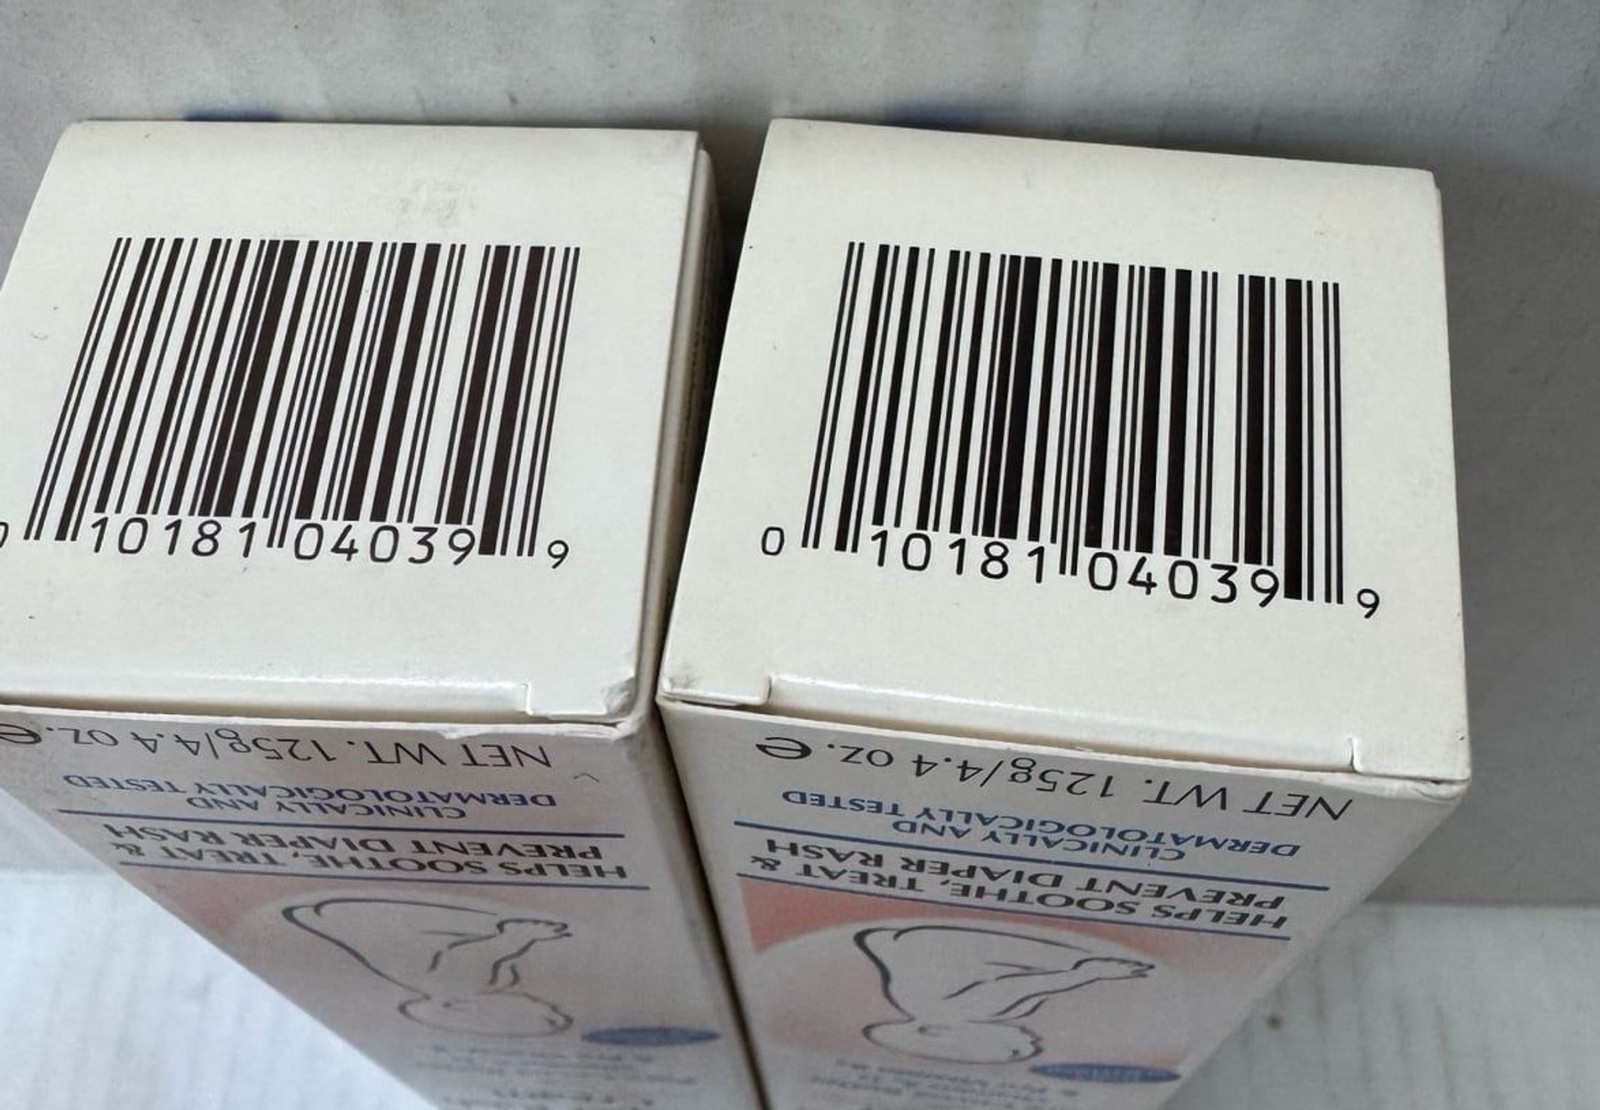 10181 04039 9
0 10181 04039 9
NET WT. 125g/4.4 OZ. e
CLINICALLY AND
DERMATOLOGICALLY TESTED
HELPS SOOTHE, TREAT &
PREVENT DIAPER RASH
NET WT. 125g/4.4 OZ. e
CLINICALLY AND
DERMATOLOGICALLY TESTED
HELPS SOOTHE, TREAT &
PREVENT DIAPER RASH